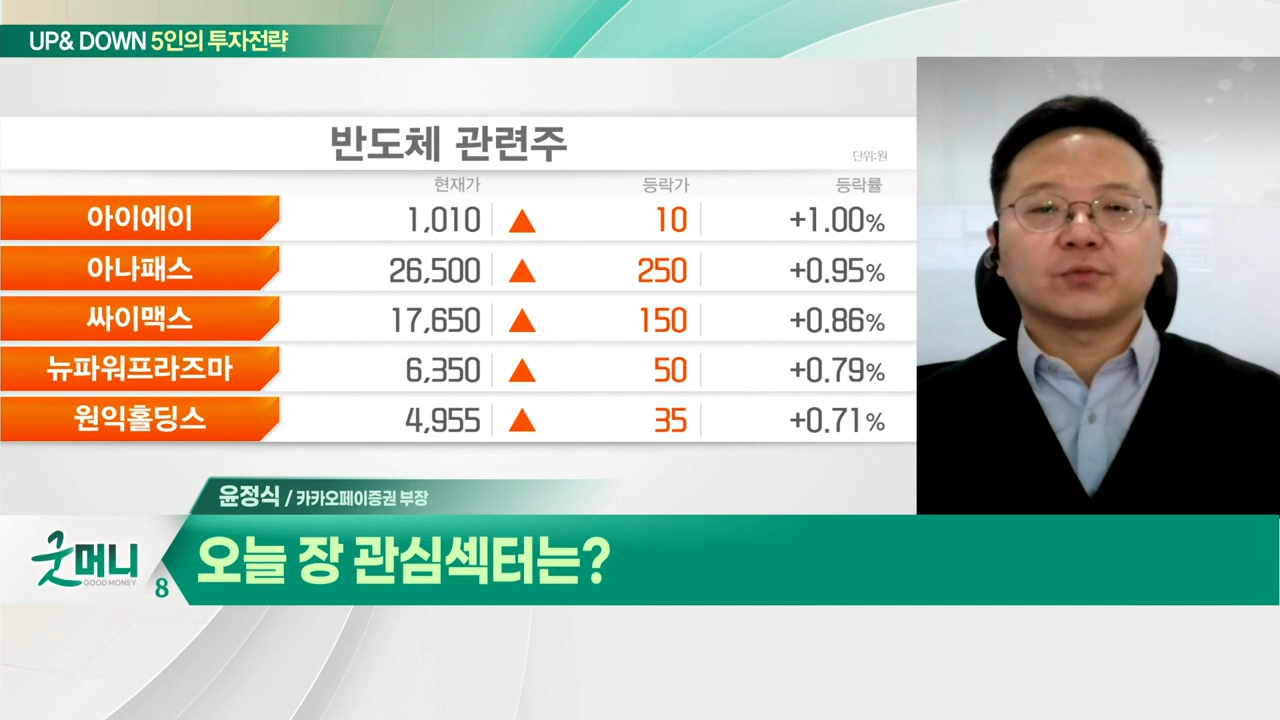 UP& DOWN 5인의 투자전략
반도체 관련주
단위:원
현재가 등락가 등락률
아이에이 1,010 ▲ 10 +1.00%
아나패스 26,500 ▲ 250 +0.95%
싸이맥스 17,650 ▲ 150 +0.86%
뉴파워프라즈마 6,350 ▲ 50 +0.79%
원익홀딩스 4,955 ▲ 35 +0.71%
윤정식 / 카카오페이증권 부장
굿머니
GOOD MONEY
8
오늘 장 관심섹터는?